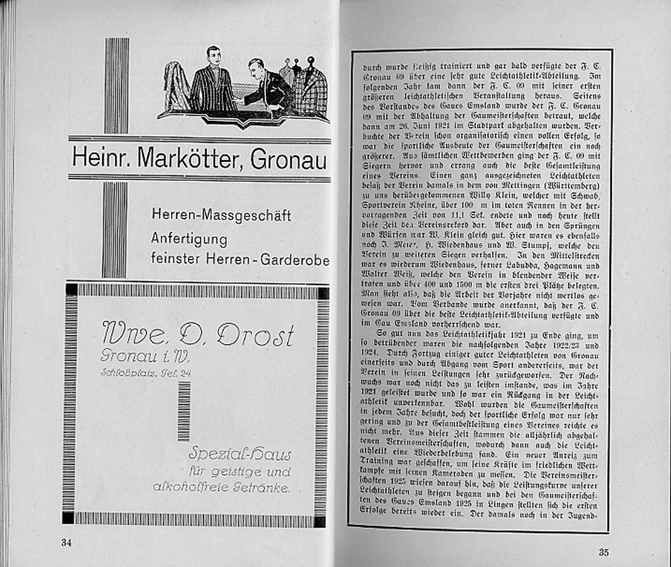 Heinr. Markötter, Gronau
Herren-Massgeschäft
Anfertigung
feinster Herren-Garderobe
Wwe. D. Drost
Gronau i. W.
Schloßplatz, Tel. 24
Spezial-Haus
für geistige und
alkoholfreie Getränke.
34
durch wurde fleißig trainiert und gar bald verfügte der F. C.
Gronau 09 über eine sehr gute Leichtathletik-Abteilung. Im
folgenden Jahr kam dann der F. C. 09 mit seiner ersten
größeren leichtathletischen Veranstaltung heraus. Seitens
des Vorstandes des Gaues Emsland wurde der F. C. Gronau
09 mit der Abhaltung der Gaumeisterschaften betraut, welche
dann am 26. Juni 1921 im Stadtpark abgehalten wurden. Ver-
buchte der Verein schon organisatorisch einen vollen Erfolg, so
war die sportliche Ausbeute der Gaumeisterschaften ein noch
größerer. Aus sämtlichen Wettbewerben ging der F. C. 09 mit
Siegern hervor und errang auch die beste Gesamtleistung
eines Vereins. Einen ganz ausgezeichneten Leichtathleten
besaß der Verein damals in dem von Mettingen (Württemberg)
zu uns herübergekommenen Willy Klein, welcher mit Schwab,
Sportverein Rheine, über 100 m im toten Rennen in der her-
vorragenden Zeit von 11,1 Sek. endete und noch heute stellt
diese Zeit den Vereinsrekord dar. Aber auch in den Sprüngen
und Würfen war W. Klein gleich gut. Hier waren es ebenfalls
noch J. Meier, H. Wiedenhaus und W. Stumpf, welche den
Verein zu weiteren Siegen verhalfen. In den Mittelstrecken
war es wiederum Wiedenhaus, ferner Labudda, Hagemann und
Walter Weiß, welche den Verein in blendender Weise ver-
traten und über 400 und 1500 m die ersten drei Plätze belegten.
Man sieht also, daß die Arbeit der Vorjahre nicht wertlos ge-
wesen war. Vom Verbande wurde anerkannt, daß der F. C.
Gronau 09 über die beste Leichtathletik-Abteilung verfügte und
im Gau Emsland vorherrschend war.
So gut nun das Leichtathletikjahr 1921 zu Ende ging, um
so betrübender waren die nachfolgenden Jahre 1922/23 und
1924. Durch Fortzug einiger guter Leichtathleten von Gronau
einerseits und durch Abgang vom Sport andererseits, war der
Verein in seinen Leistungen sehr zurückgeworfen. Der Nach-
wuchs war noch nicht das zu leisten imstande, was im Jahre
1921 geleistet wurde und so war ein Rückgang in der Leicht-
athletik unverkennbar. Wohl wurden die Gaumeisterschaften
in jedem Jahre besucht, doch der sportliche Erfolg war nur sehr
gering und zu der Gesamtbestleistung eines Vereines reichte es
nicht mehr. Aus dieser Zeit stammen die alljährlich abgehal-
tenen Vereinsmeisterschaften, wodurch dann auch die Leicht-
athletik eine Wiederbelebung fand. Ein neuer Anreiz zum
Training war geschaffen, um seine Kräfte im friedlichen Wett-
kampfe mit seinen Kameraden zu messen. Die Vereinsmeister-
schaften 1925 wiesen darauf hin, daß die Leistungskurve unserer
Leichtathleten zu steigen begann und bei den Gaumeisterschaf-
ten des Gaues Emsland 1925 in Lingen stellten sich die ersten
Erfolge bereits wieder ein. Der damals noch in der Jugend-
35